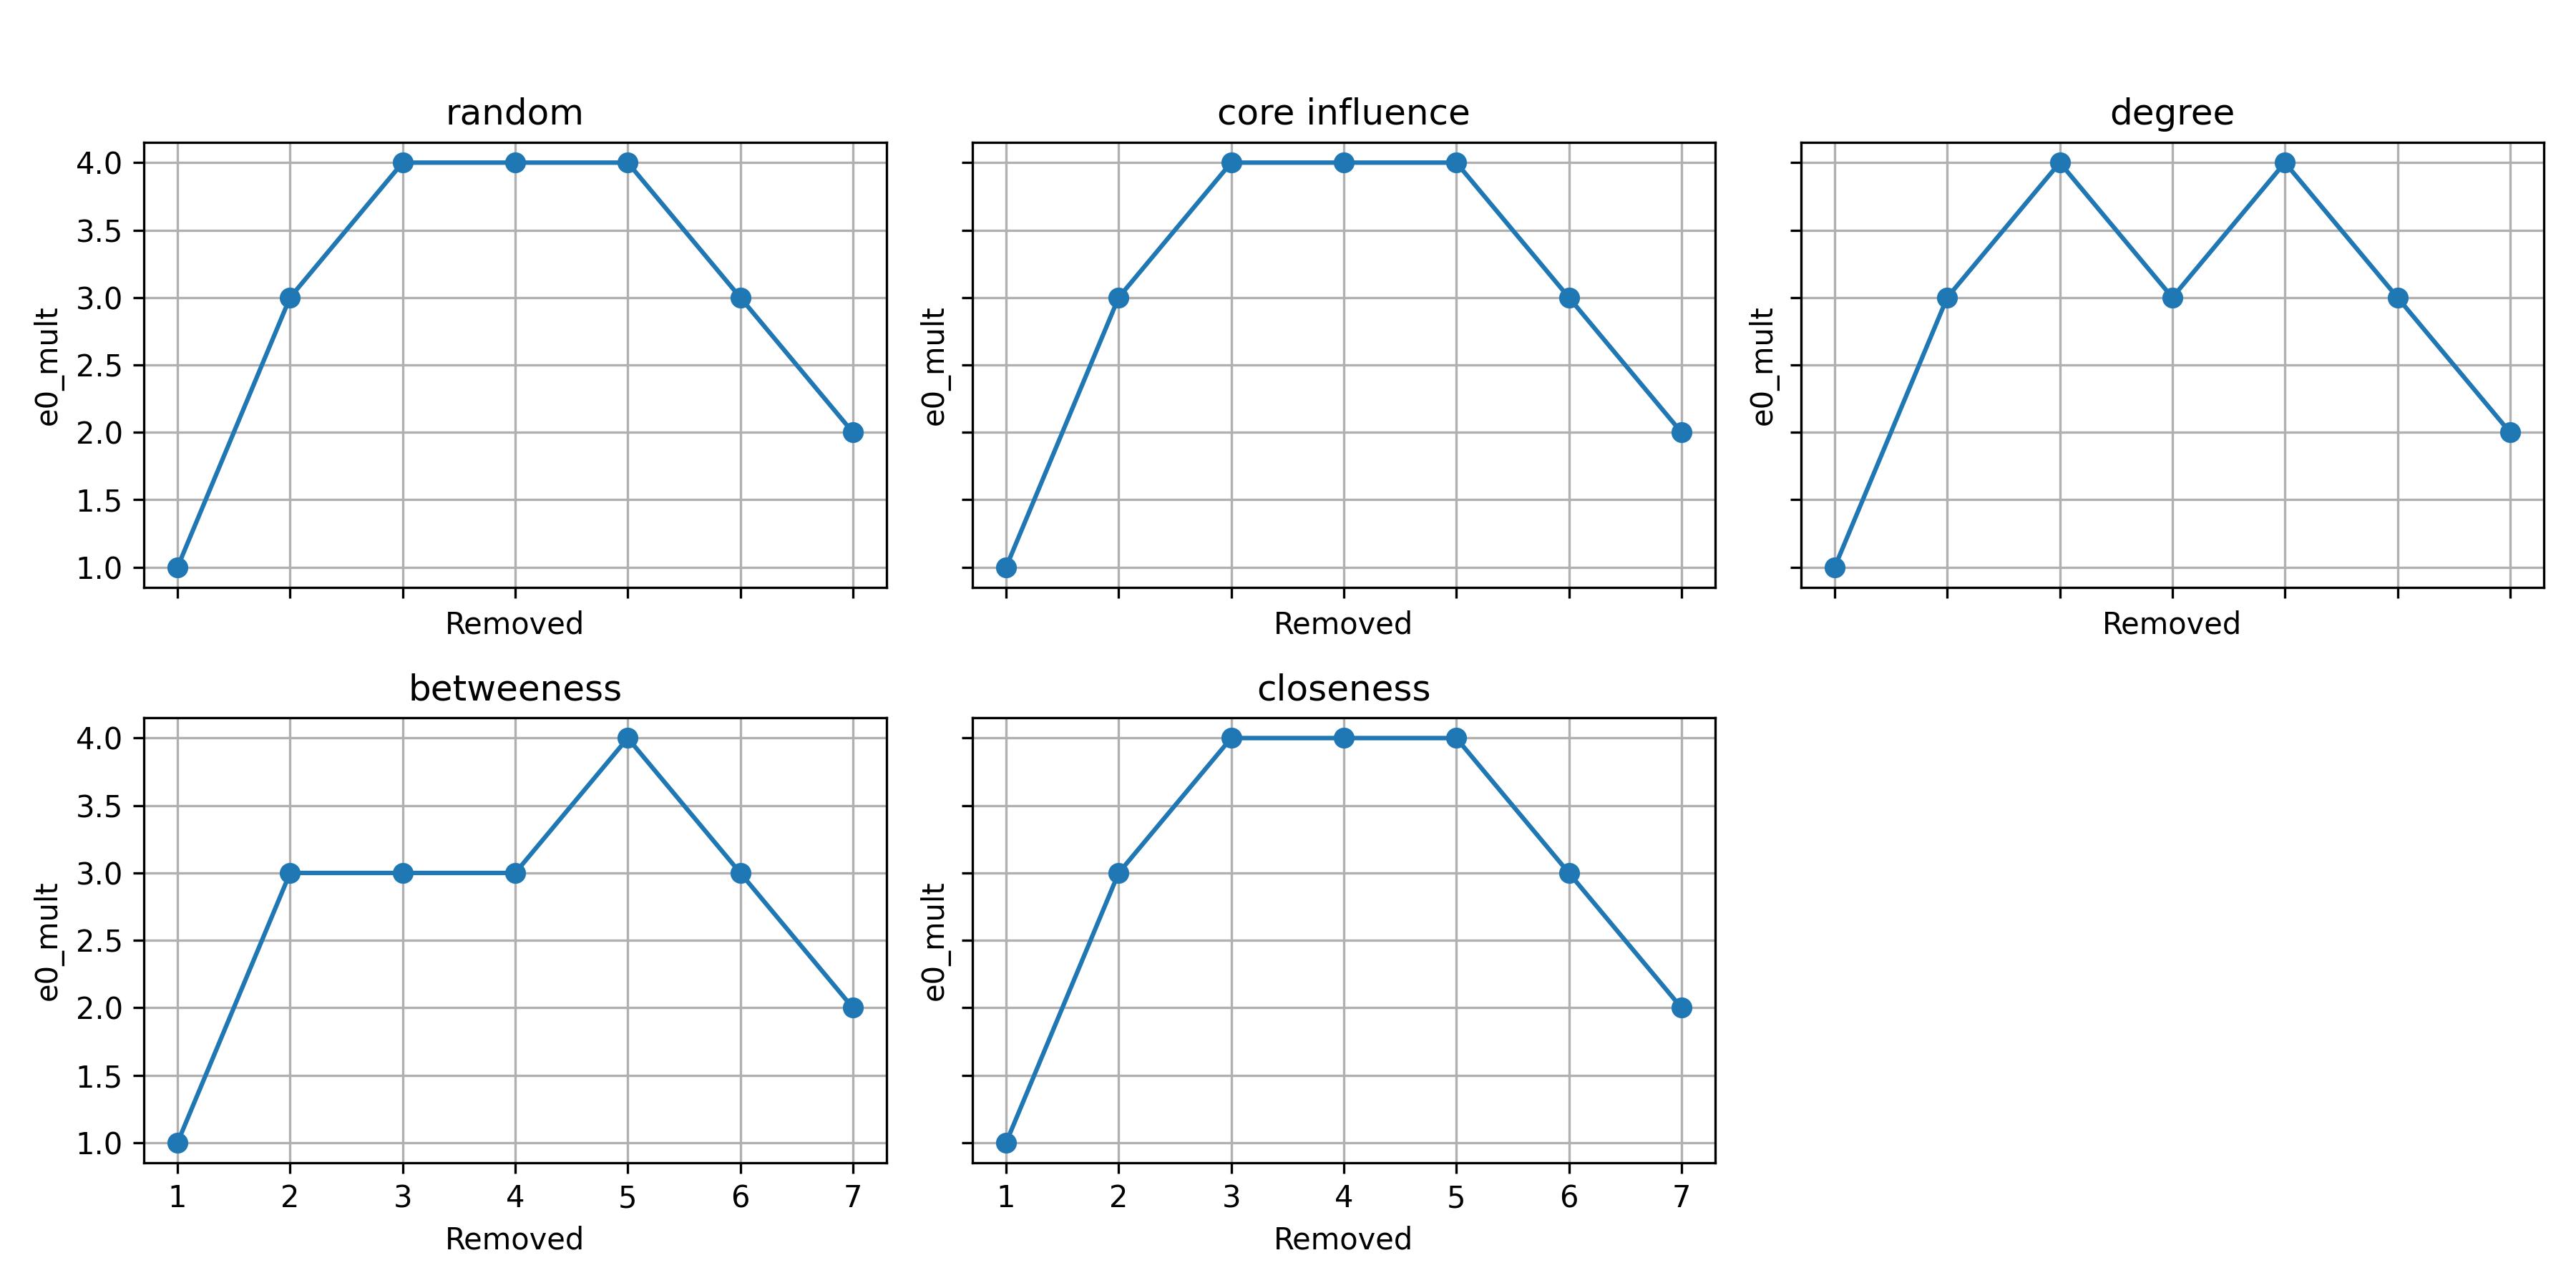 random
4.0
3.5
3.0
2.5
2.0
1.5
1.0
e0_mult
Removed
core influence
e0_mult
Removed
degree
e0_mult
Removed
betweeness
4.0
3.5
3.0
2.5
2.0
1.5
1.0
e0_mult
1 2 3 4 5 6 7
Removed
closeness
e0_mult
1 2 3 4 5 6 7
Removed